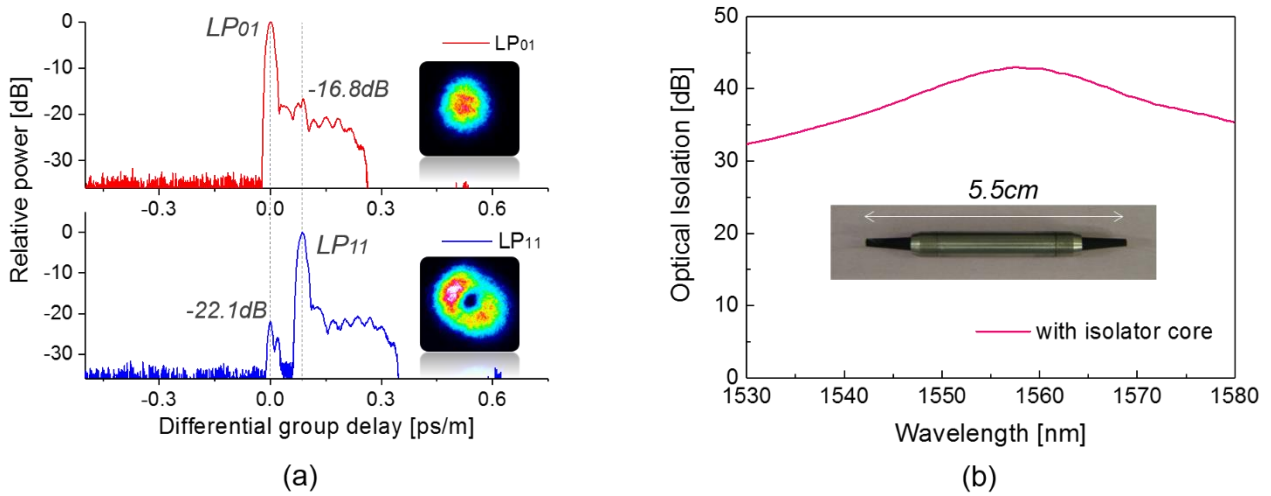 LP01
LP01
-16.8dB
0
-10
-20
-30
-0.3
0.0
0.3
0.6
Relative power [dB]
LP11
LP11
-22.1dB
0
-10
-20
-30
-0.3
0.0
0.3
0.6
Differential group delay [ps/m]
(a)
50
40
30
20
10
0
Optical Isolation [dB]
5.5cm
with isolator core
1530
1540
1550
1560
1570
1580
Wavelength [nm]
(b)